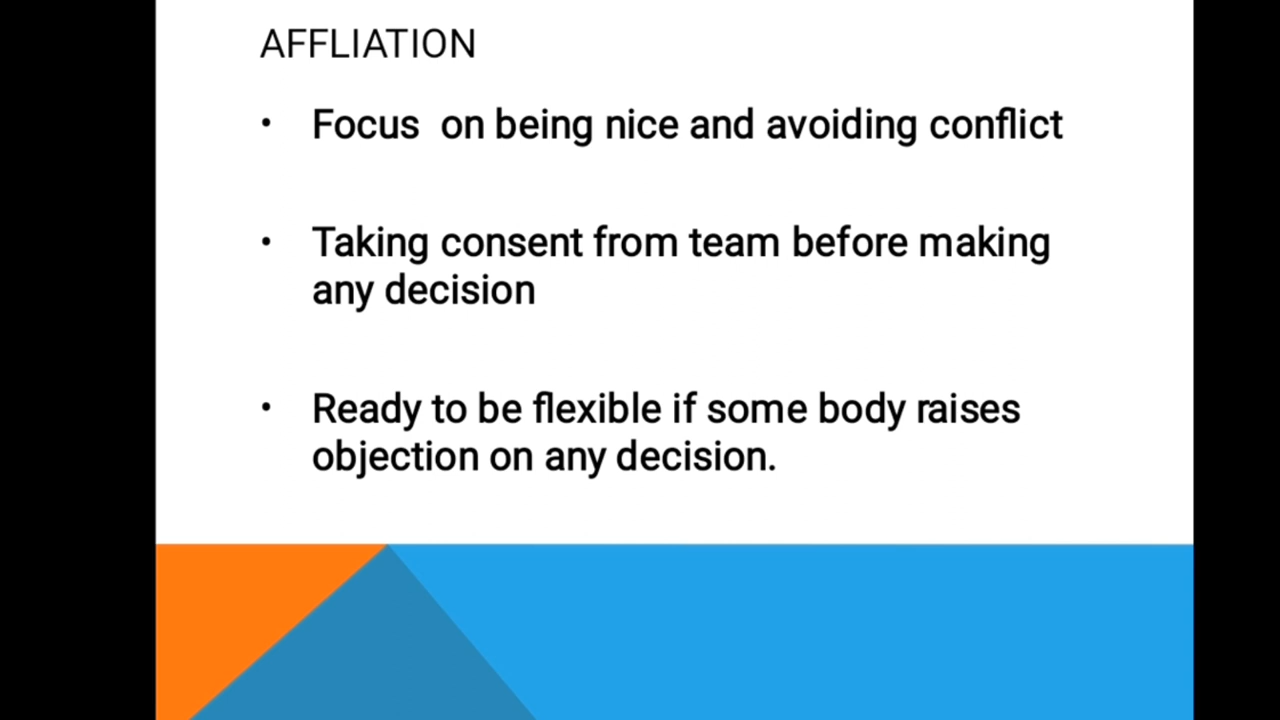 AFFLIATION
• Focus  on being nice and avoiding conflict
• Taking consent from team before making
any decision
• Ready to be flexible if some body raises
objection on any decision.